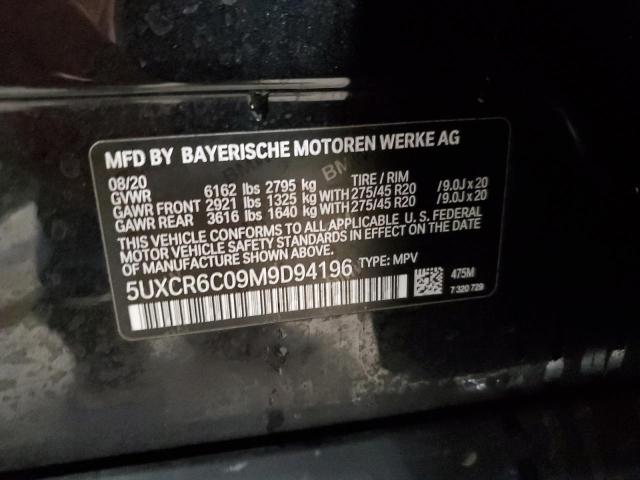 MFD BY BAYERISCHE MOTOREN WERKE AG
08/20 TIRE / RIM
GVWR 6162 lbs 2795 kg
GAWR FRONT 2921 lbs 1325 kg WITH 275/45 R20 /9.0J x 20
GAWR REAR 3616 lbs 1640 kg WITH 275/45 R20 /9.0J x 20
THIS VEHICLE CONFORMS TO ALL APPLICABLE U. S. FEDERAL
MOTOR VEHICLE SAFETY STANDARDS IN EFFECT ON THE DATE
OF MANUFACTURE SHOWN ABOVE.
5UXCR6C09M9D94196 TYPE: MPV
475M
7 320 729